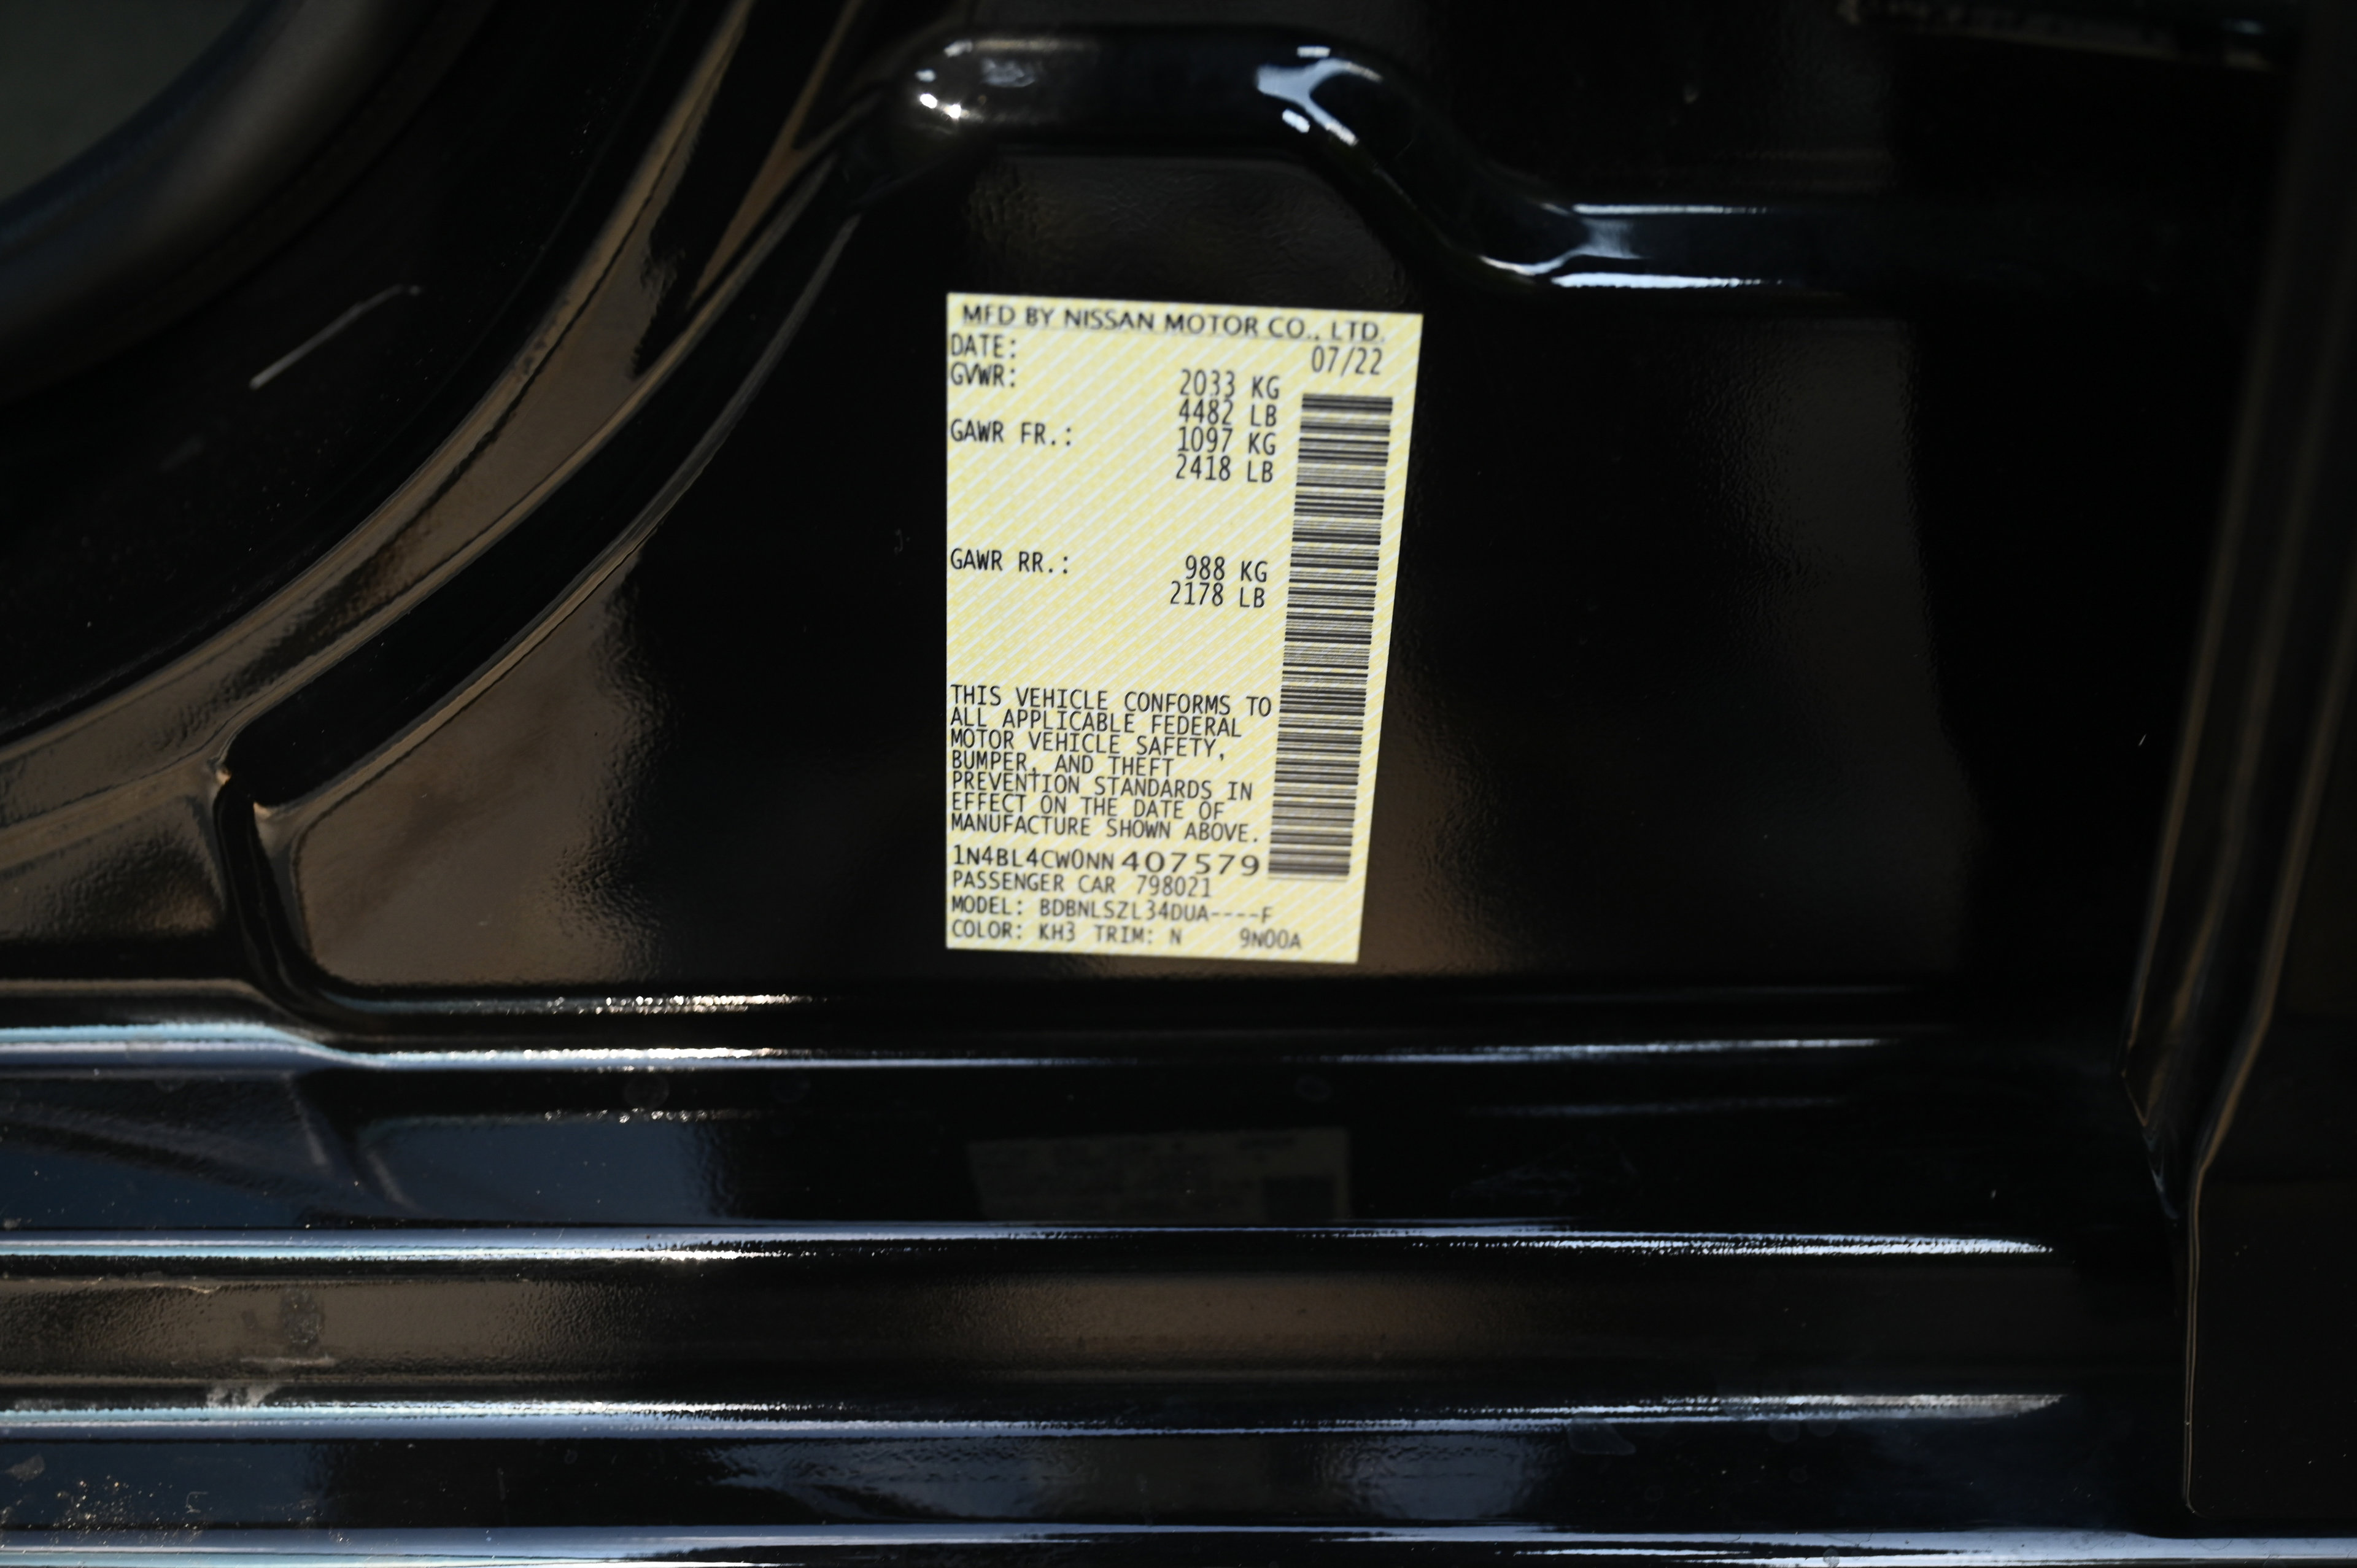 MFD BY NISSAN MOTOR CO., LTD.
DATE: 07/22
GVWR: 2033 KG
4482 LB
GAWR FR.: 1097 KG
2418 LB
GAWR RR.: 988 KG
2178 LB
THIS VEHICLE CONFORMS TO
ALL APPLICABLE FEDERAL
MOTOR VEHICLE SAFETY,
BUMPER, AND THEFT
PREVENTION STANDARDS IN
EFFECT ON THE DATE OF
MANUFACTURE SHOWN ABOVE.
1N4BL4CW0NN407579
PASSENGER CAR 798021
MODEL: BDBNLSZL34DUA----F
COLOR: KH3 TRIM: N 9N00A